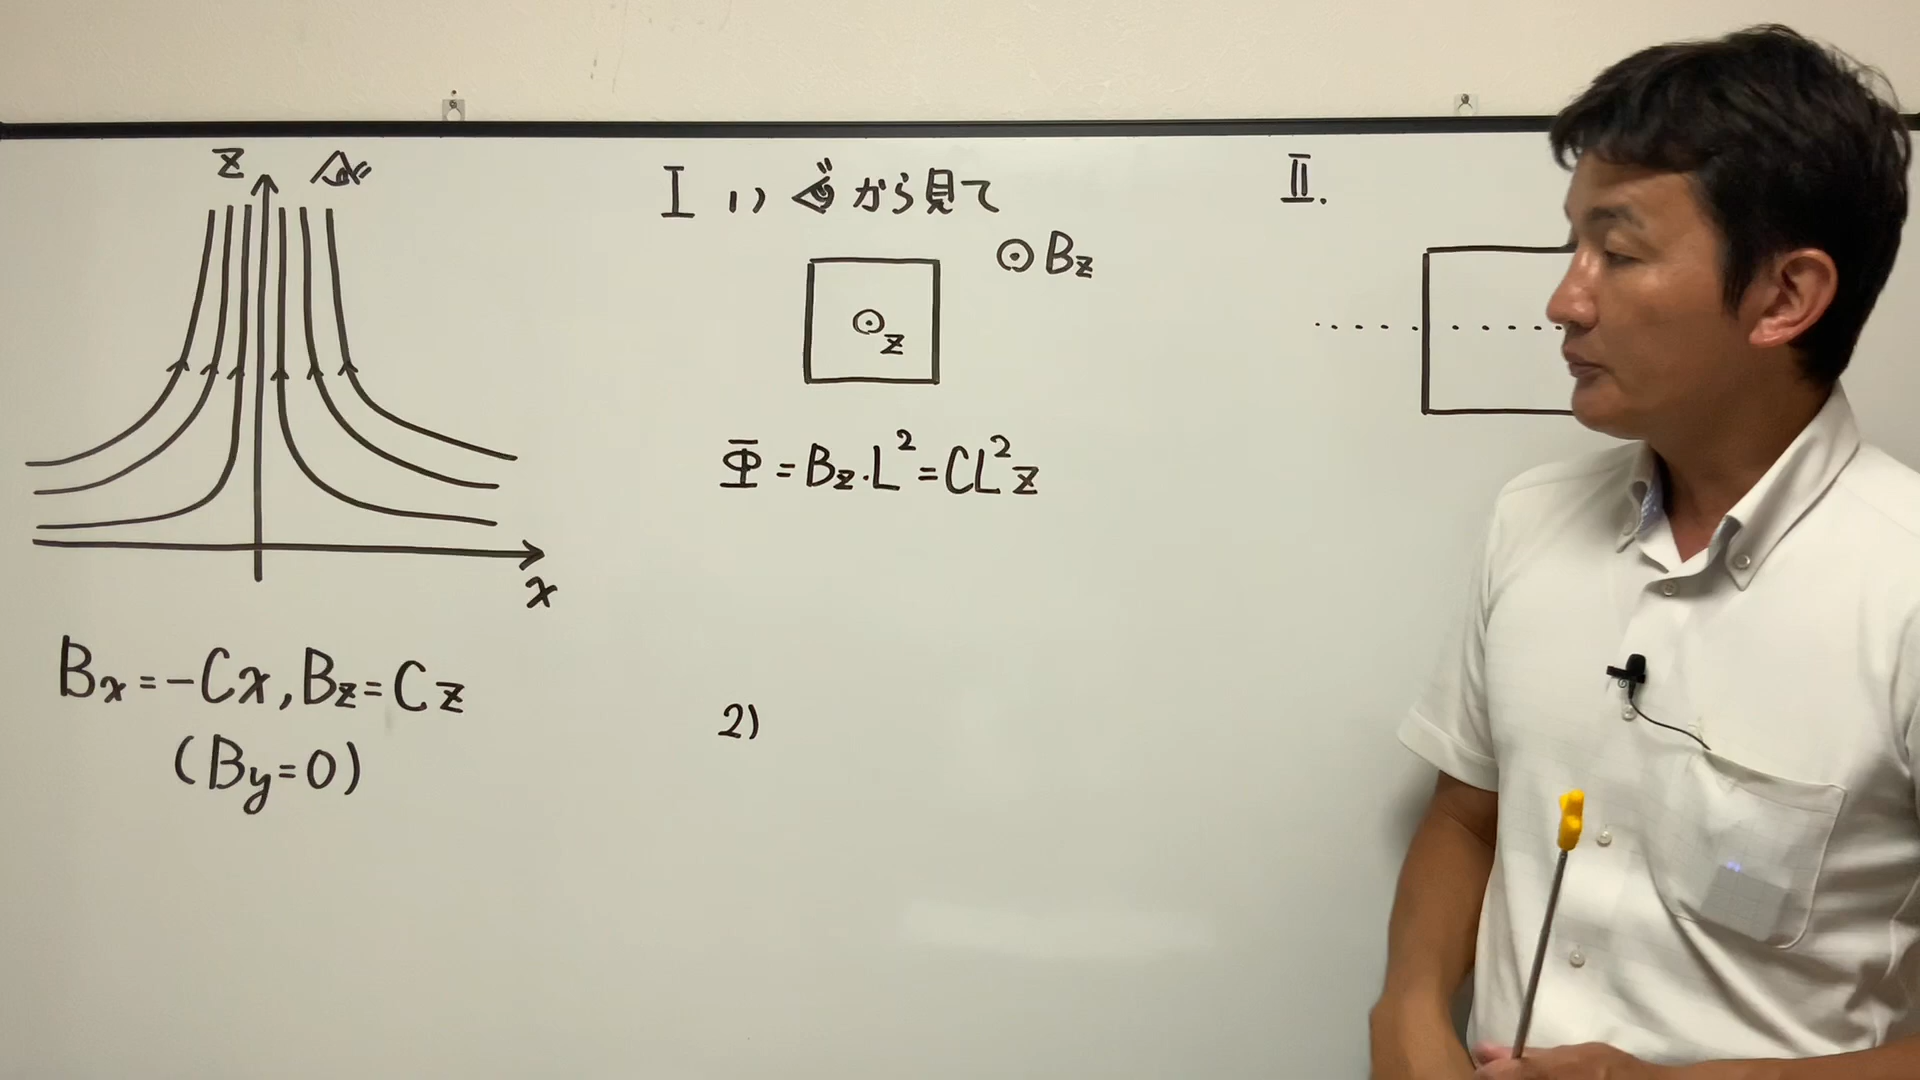 z
x
Bx=-Cx, Bz=Cz
(By=0)
I 1) から見て
⊙Bz
⊙z
Φ=Bz・L²=CL²z
2)
II.